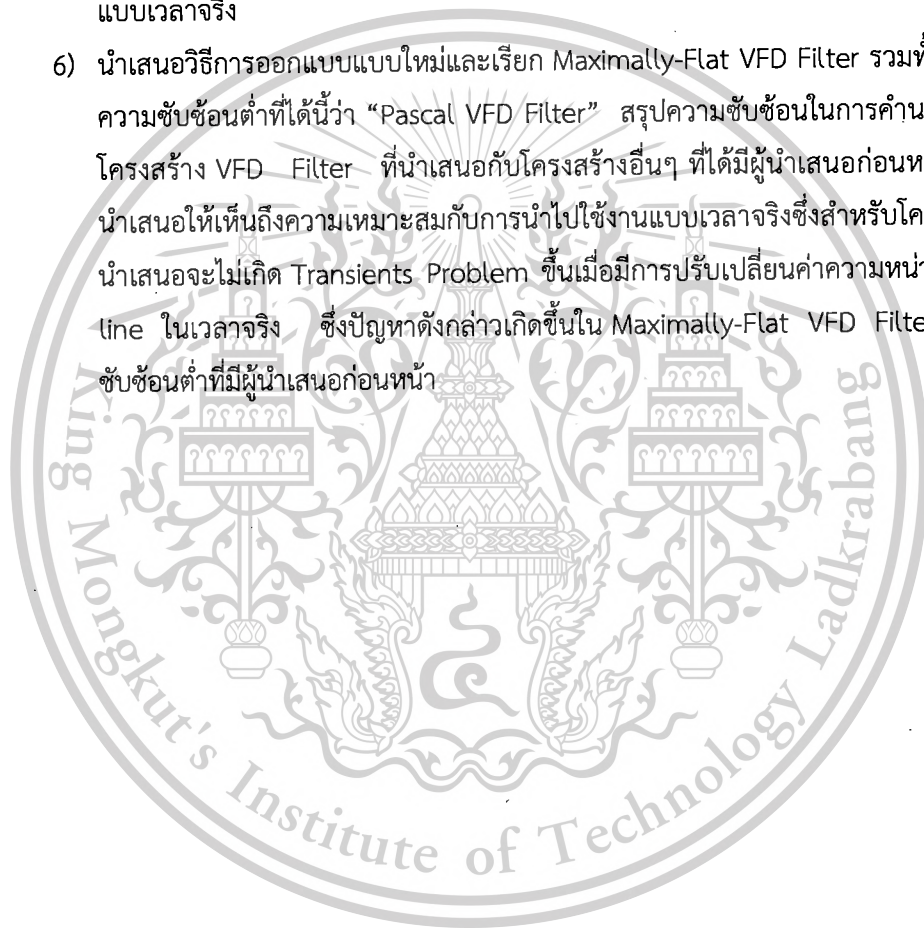 แบบเวลาจริง
6) นำเสนอวิธีการออกแบบแบบใหม่และเรียก Maximally-Flat VFD Filter รวมทั้
ความซับซ้อนต่ำที่ได้นี้ว่า “Pascal VFD Filter” สรุปความซับซ้อนในการคำน
โครงสร้าง VFD Filter ที่นำเสนอกับโครงสร้างอื่นๆ ที่ได้มีผู้นำเสนอก่อนห
นำเสนอให้เห็นถึงความเหมาะสมกับการนำไปใช้งานแบบเวลาจริงซึ่งสำหรับโค
นำเสนอจะไม่เกิด Transients Problem ขึ้นเมื่อมีการปรับเปลี่ยนค่าความหน่
line ในเวลาจริง ซึ่งปัญหาดังกล่าวเกิดขึ้นใน Maximally-Flat VFD Filte
ซับซ้อนต่ำที่มีผู้นำเสนอก่อนหน้า
King Mongkut's Institute of Technology Ladkrabang